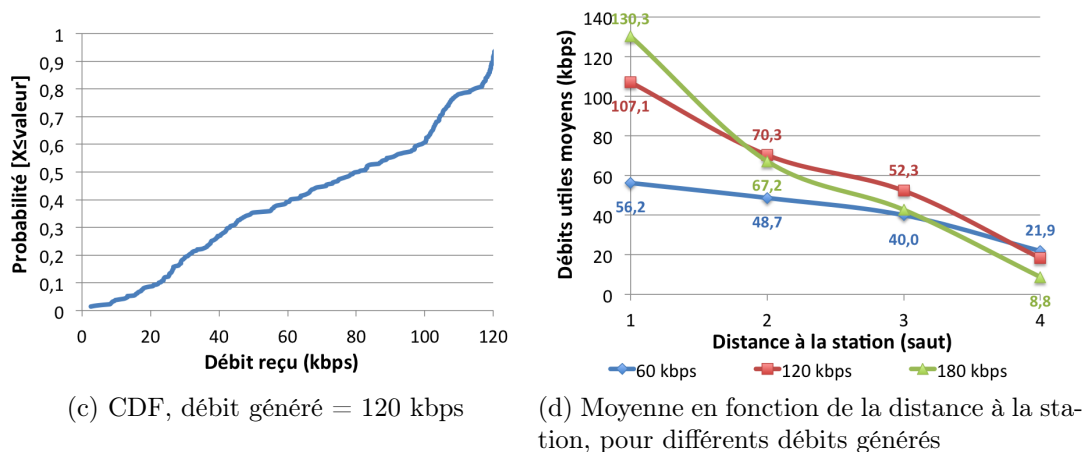 1
0,9
0,8
0,7
0,6
0,5
0,4
0,3
0,2
0,1
0
Probabilité [X≤valeur]
0 20 40 60 80 100 120
Débit reçu (kbps)
(c) CDF, débit généré = 120 kbps
140
120
100
80
60
40
20
0
Débits utiles moyens (kbps)
130,3
107,1
70,3
67,2
52,3
56,2
48,7
40,0
21,9
8,8
1 2 3 4
Distance à la station (saut)
60 kbps 120 kbps 180 kbps
(d) Moyenne en fonction de la distance à la sta-
tion, pour différents débits générés